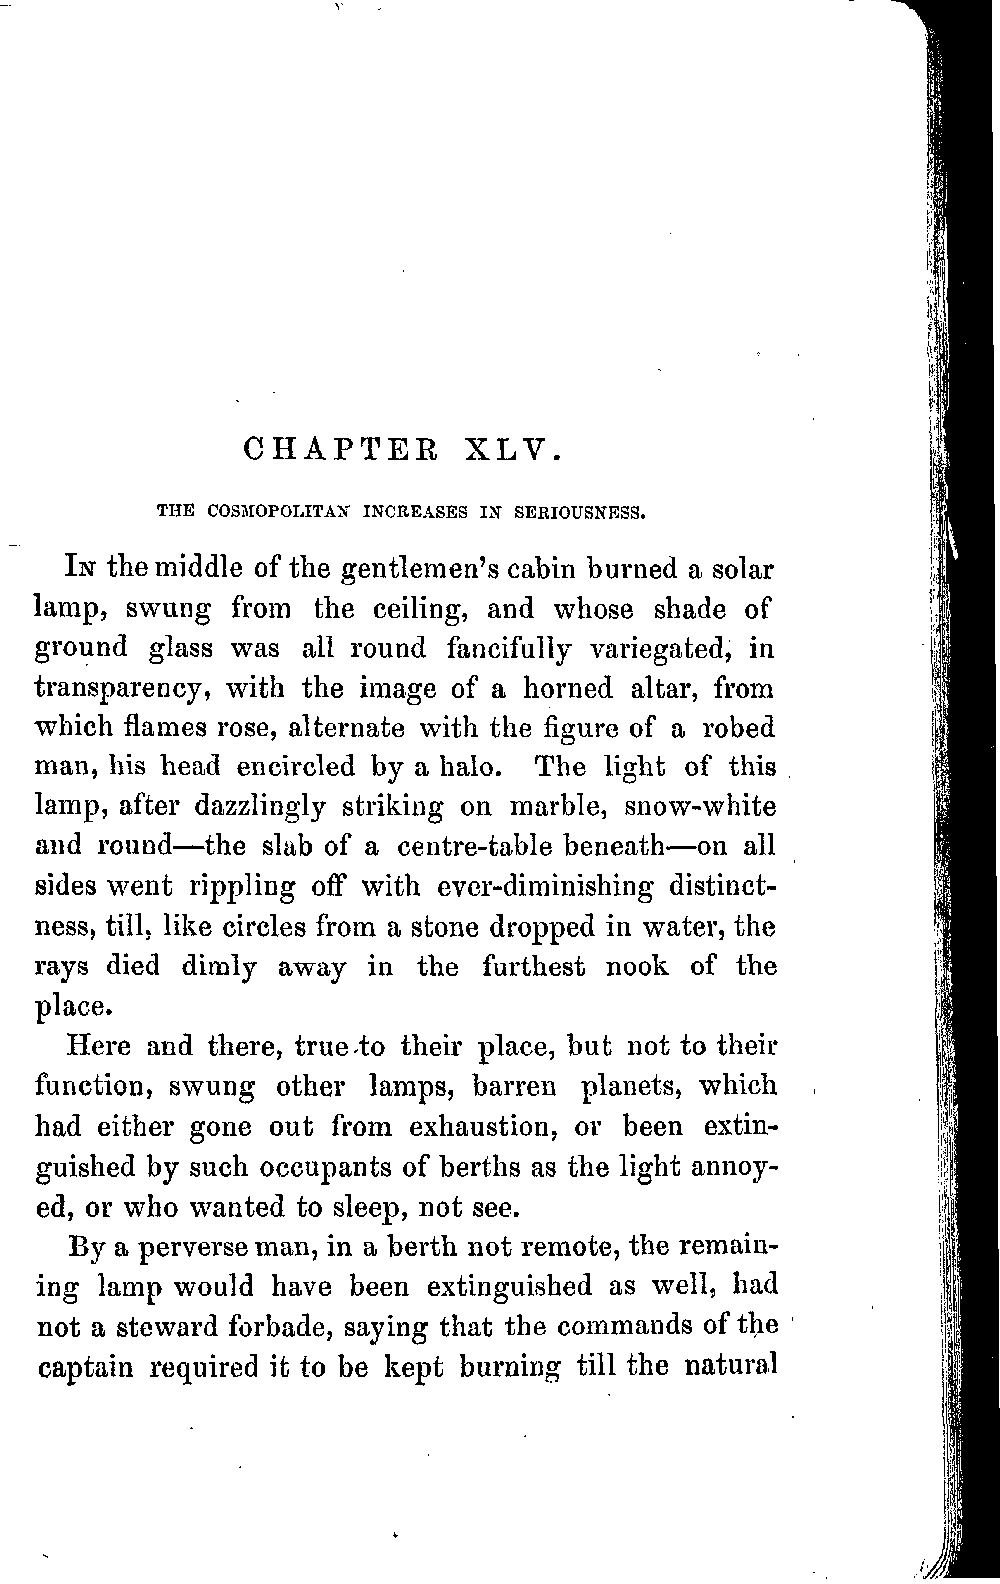 CHAPTER XLV.
THE COSMOPOLITAN INCREASES IN SERIOUSNESS.
IN the middle of the gentlemen's cabin burned a solar
lamp, swung from the ceiling, and whose shade of
ground glass was all round fancifully variegated, in
transparency, with the image of a horned altar, from
which flames rose, alternate with the figure of a robed
man, his head encircled by a halo. The light of this
lamp, after dazzlingly striking on marble, snow-white
and round—the slab of a centre-table beneath—on all
sides went rippling off with ever-diminishing distinct-
ness, till, like circles from a stone dropped in water, the
rays died dimly away in the furthest nook of the
place.
Here and there, true to their place, but not to their
function, swung other lamps, barren planets, which
had either gone out from exhaustion, or been extin-
guished by such occupants of berths as the light annoy-
ed, or who wanted to sleep, not see.
By a perverse man, in a berth not remote, the remain-
ing lamp would have been extinguished as well, had
not a steward forbade, saying that the commands of the
captain required it to be kept burning till the natural